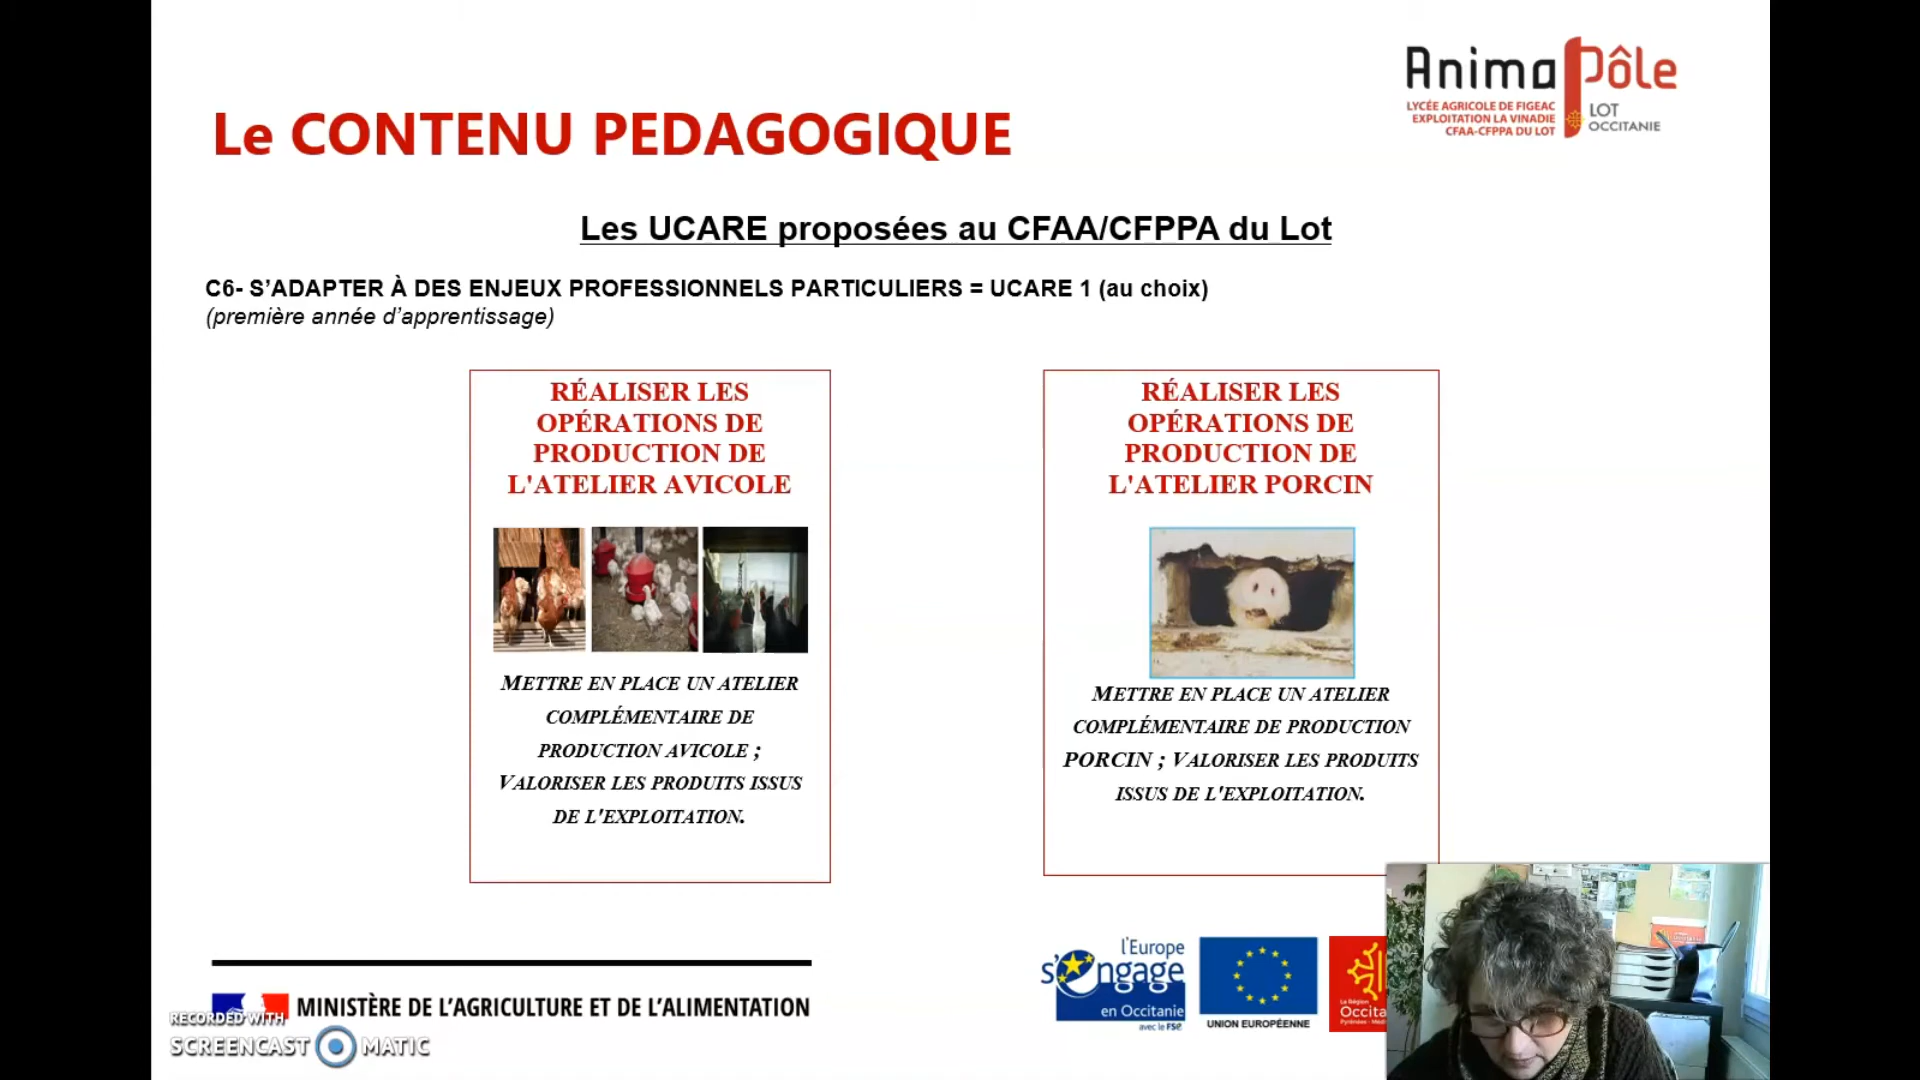 Anima Pôle
LYCÉE AGRICOLE DE FIGEAC
EXPLOITATION LA VINADIE
CFAA-CFPPA DU LOT
LOT
OCCITANIE
Le CONTENU PEDAGOGIQUE
Les UCARE proposées au CFAA/CFPPA du Lot
C6- S’ADAPTER À DES ENJEUX PROFESSIONNELS PARTICULIERS = UCARE 1 (au choix)
(première année d’apprentissage)
RÉALISER LES
OPÉRATIONS DE
PRODUCTION DE
L'ATELIER AVICOLE
METTRE EN PLACE UN ATELIER
COMPLÉMENTAIRE DE
PRODUCTION AVICOLE ;
VALORISER LES PRODUITS ISSUS
DE L'EXPLOITATION.
RÉALISER LES
OPÉRATIONS DE
PRODUCTION DE
L'ATELIER PORCIN
METTRE EN PLACE UN ATELIER
COMPLÉMENTAIRE DE PRODUCTION
PORCIN ; VALORISER LES PRODUITS
ISSUS DE L'EXPLOITATION.
MINISTÈRE DE L’AGRICULTURE ET DE L’ALIMENTATION
RECORDED WITH
SCREENCAST MATIC
l'Europe
s'engage
en Occitanie
avec le FSE
UNION EUROPÉENNE
La Région
Occita